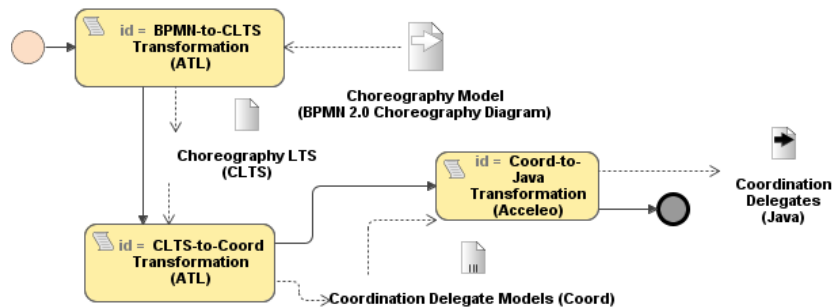 id = BPMN-to-CLTS
Transformation
(ATL)
Choreography Model
(BPMN 2.0 Choreography Diagram)
Choreography LTS
(CLTS)
id = Coord-to-
Java
Transformation
(Acceleo)
Coordination
Delegates
(Java)
id = CLTS-to-Coord
Transformation
(ATL)
Coordination Delegate Models (Coord)